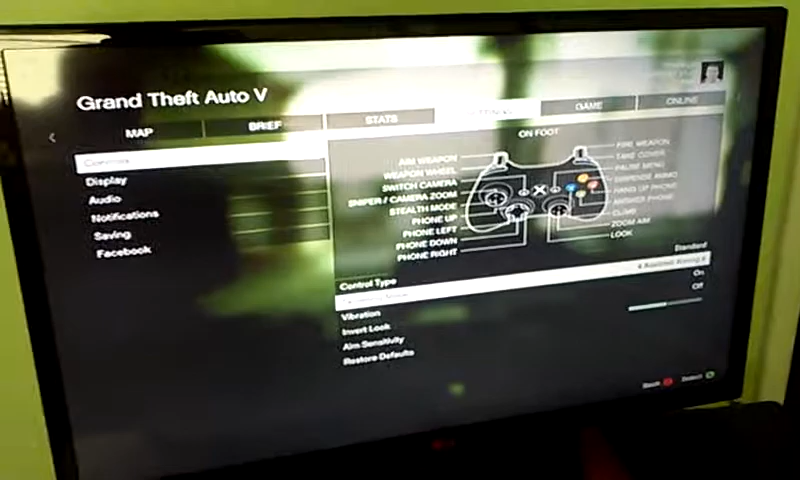 Grand Theft Auto V
MAP
BRIEF
STATS
SETTINGS
GAME
ONLINE
Controls
Display
Audio
Notifications
Saving
Facebook
ON FOOT
AIM WEAPON
WEAPON WHEEL
SWITCH CAMERA
SNIPER / CAMERA ZOOM
STEALTH MODE
PHONE UP
PHONE LEFT
PHONE DOWN
PHONE RIGHT
FIRE WEAPON
TAKE COVER
PAUSE MENU
HANG UP PHONE
ANSWER PHONE
CLIMB
ZOOM AIM
LOOK
Control Type Standard
Vibration On
Invert Look Off
Aim Sensitivity
Restore Defaults
Back
Select